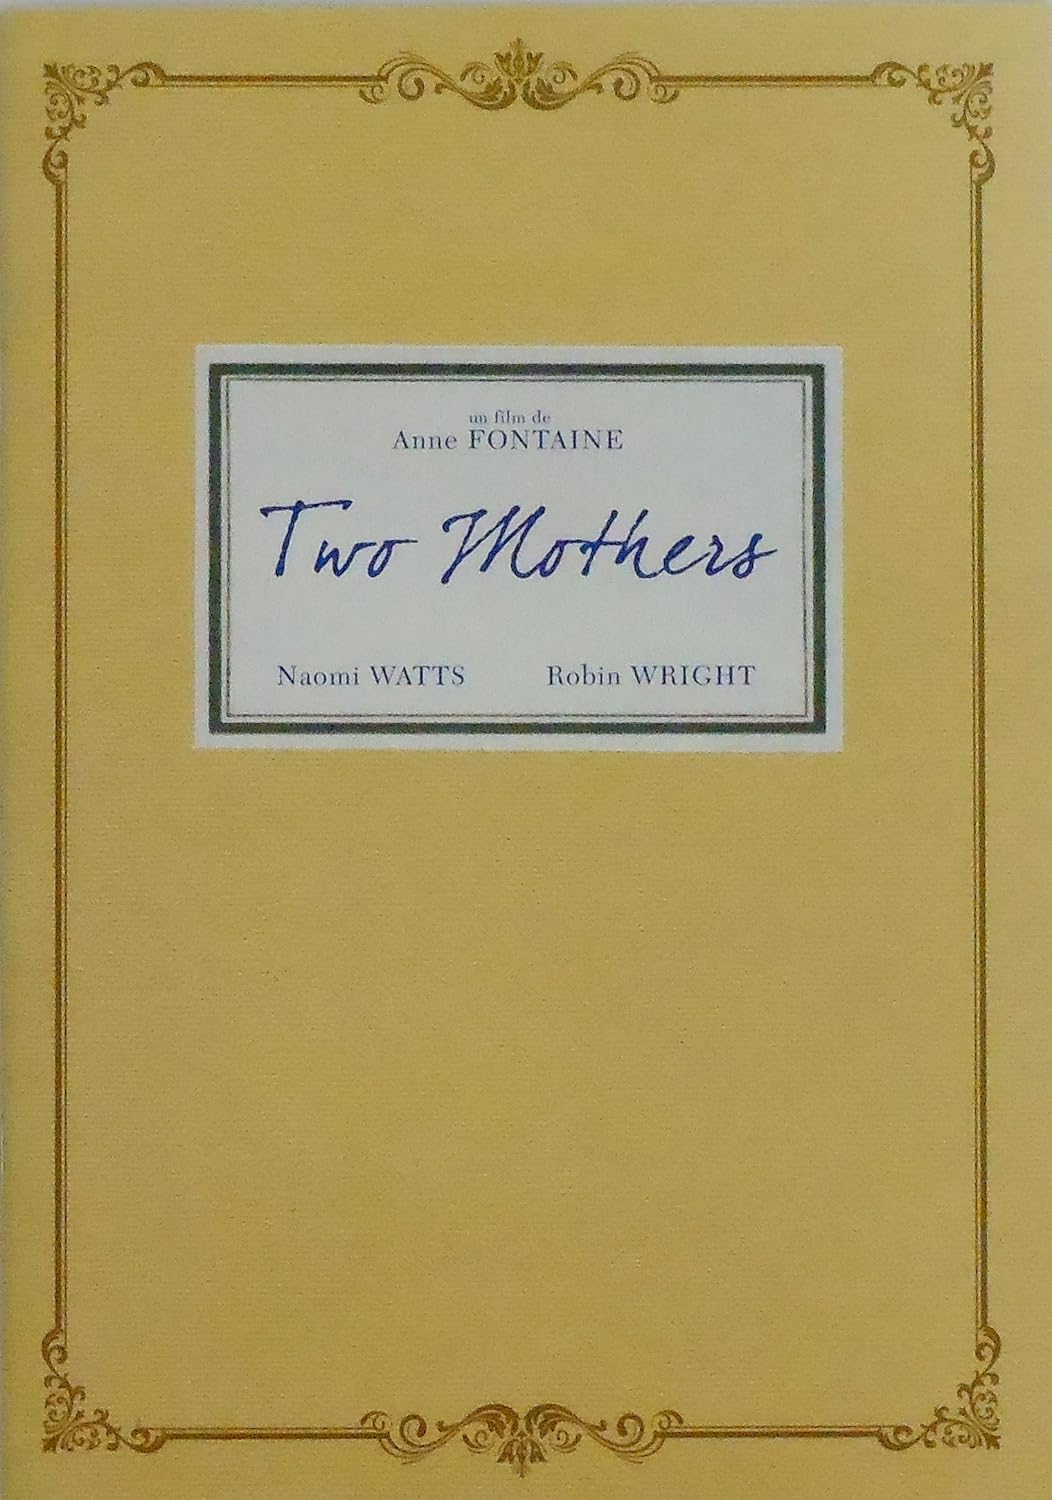 un film de
Anne FONTAINE
Two Mothers
Naomi WATTS Robin WRIGHT